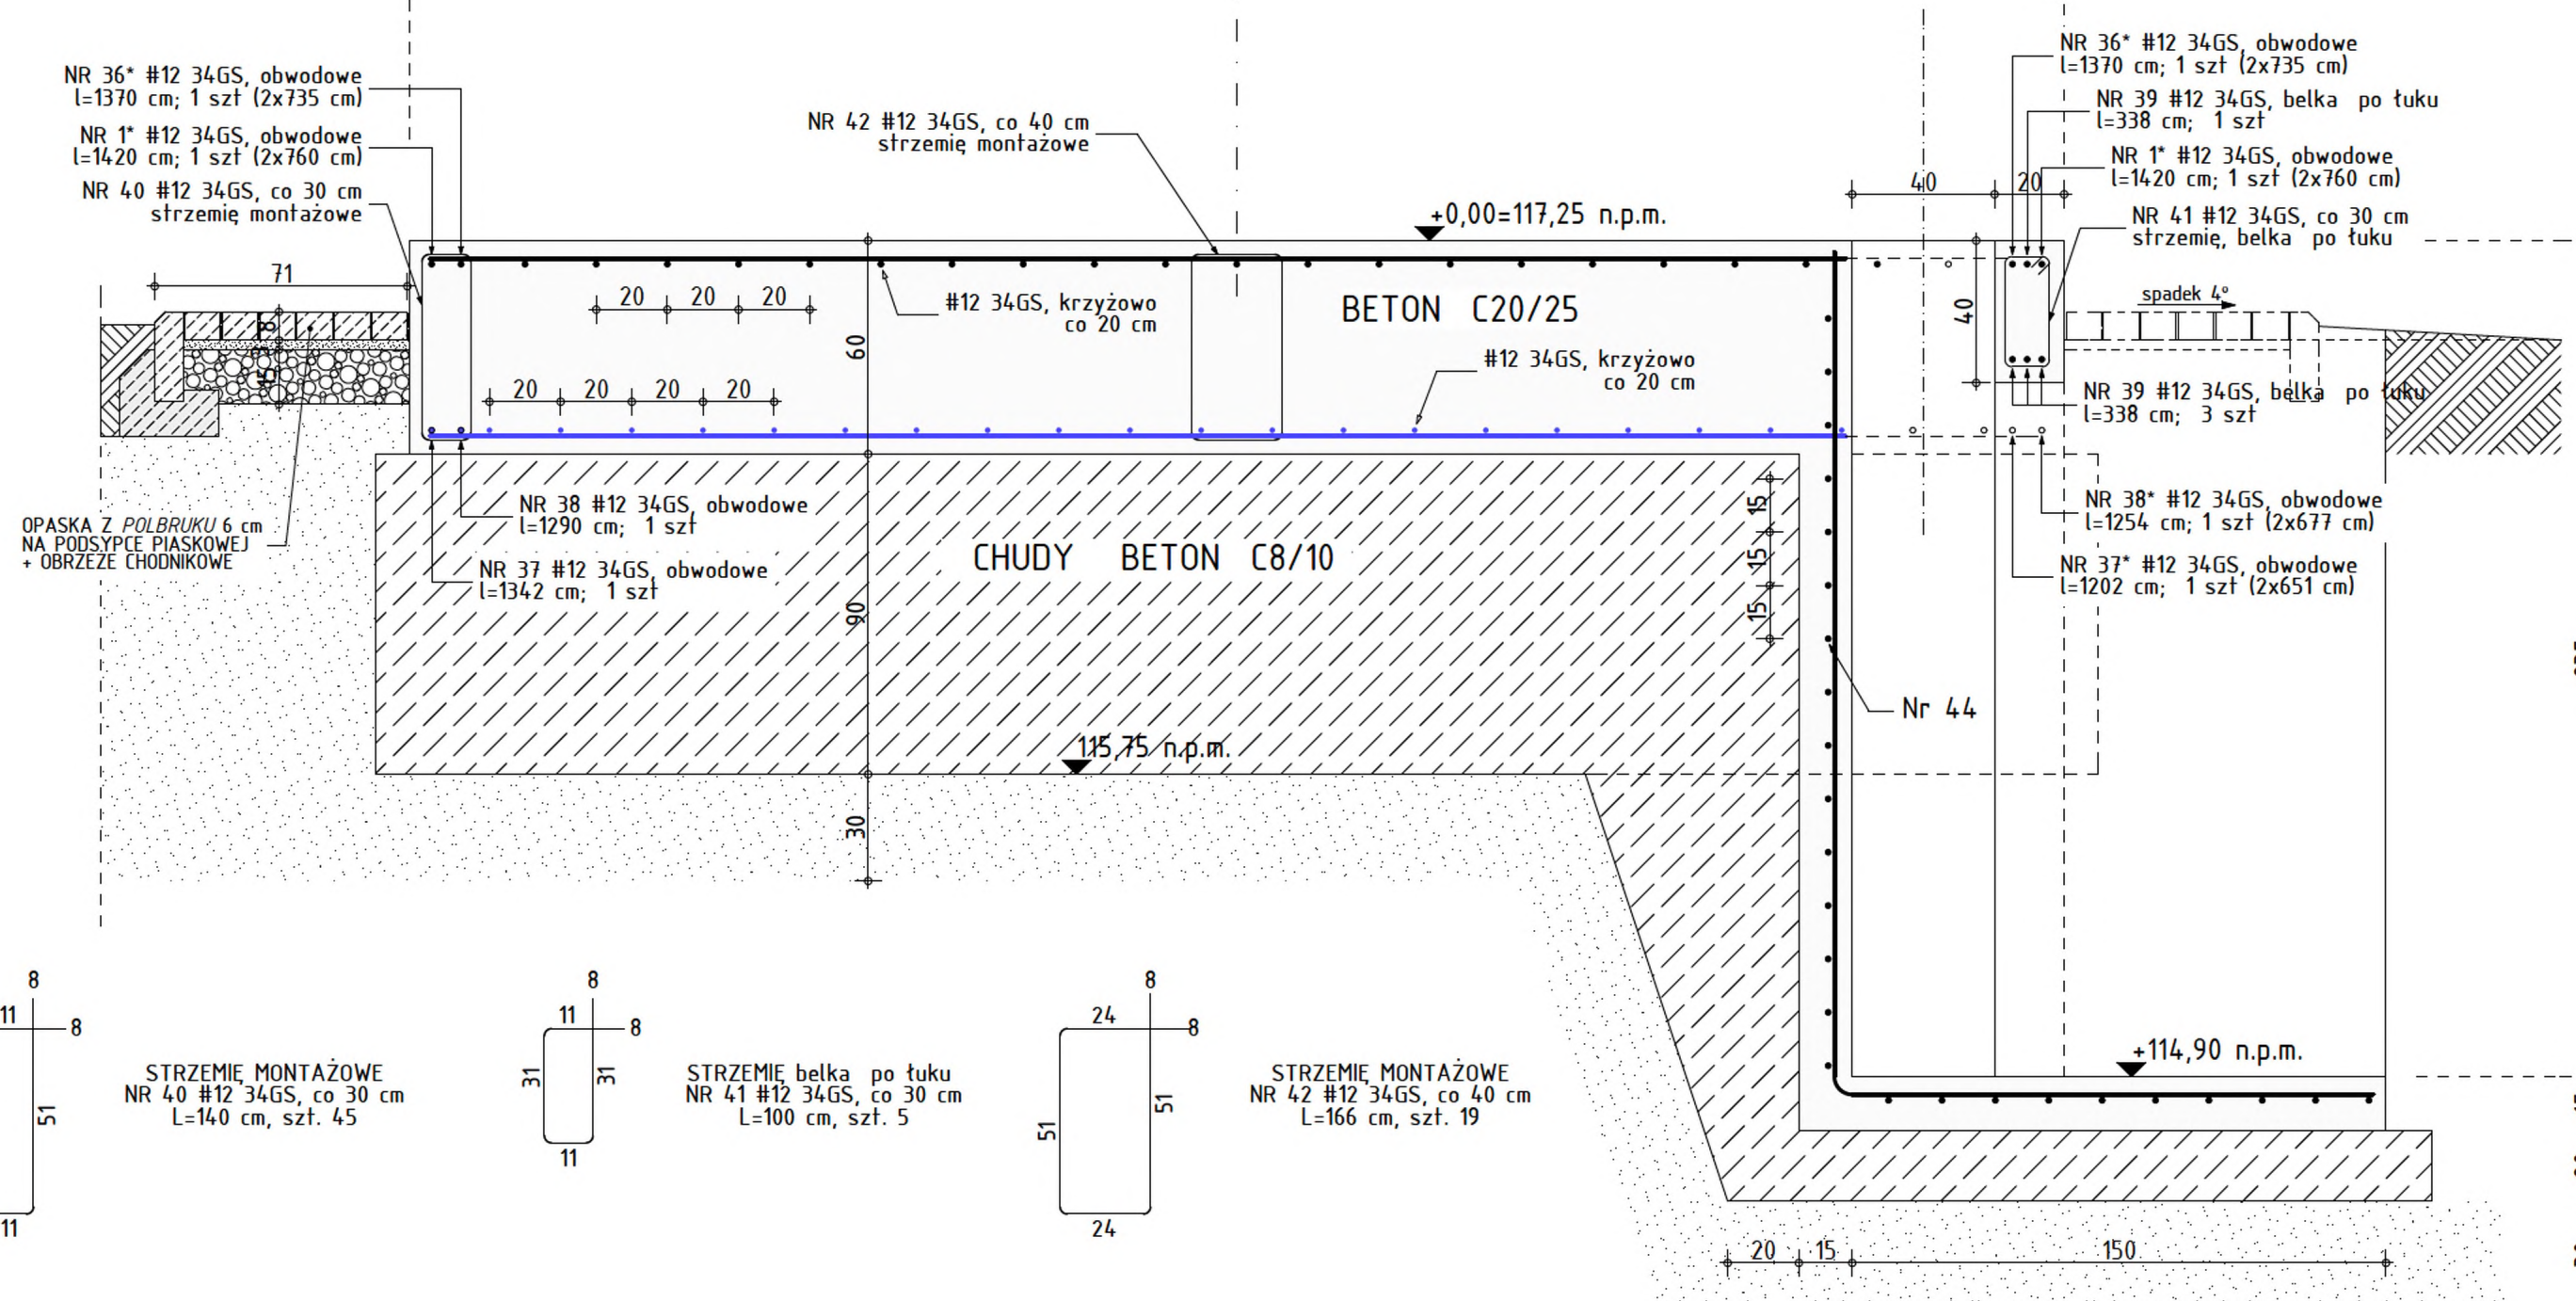 NR 36* #12 34GS, obwodowe
l=1370 cm; 1 szt (2x735 cm)
NR 1* #12 34GS, obwodowe
l=1420 cm; 1 szt (2x760 cm)
NR 40 #12 34GS, co 30 cm
strzemię montażowe
NR 42 #12 34GS, co 40 cm
strzemię montażowe
+0,00=117,25 n.p.m.
NR 36* #12 34GS, obwodowe
l=1370 cm; 1 szt (2x735 cm)
NR 39 #12 34GS, belka po łuku
l=338 cm; 1 szt
NR 1* #12 34GS, obwodowe
l=1420 cm; 1 szt (2x760 cm)
NR 41 #12 34GS, co 30 cm
strzemię, belka po łuku
40
20
71
8
15
20
20
20
#12 34GS, krzyżowo
co 20 cm
BETON C20/25
60
#12 34GS, krzyżowo
co 20 cm
20
20
20
20
40
spadek 4°
NR 39 #12 34GS, belka po łuku
l=338 cm; 3 szt
NR 38* #12 34GS, obwodowe
l=1254 cm; 1 szt (2x677 cm)
NR 37* #12 34GS, obwodowe
l=1202 cm; 1 szt (2x651 cm)
OPASKA Z POLBRUKU 6 cm
NA PODSYPCE PIASKOWEJ
+ OBRZEŻE CHODNIKOWE
NR 38 #12 34GS, obwodowe
l=1290 cm; 1 szt
NR 37 #12 34GS, obwodowe
l=1342 cm; 1 szt
CHUDY BETON C8/10
90
15
15
15
Nr 44
115,75 n.p.m.
30
+114,90 n.p.m.
8
11
8
51
11
STRZEMIĘ MONTAŻOWE
NR 40 #12 34GS, co 30 cm
L=140 cm, szt. 45
8
11
8
31
31
11
STRZEMIĘ belka po łuku
NR 41 #12 34GS, co 30 cm
L=100 cm, szt. 5
8
24
8
51
51
24
STRZEMIĘ MONTAŻOWE
NR 42 #12 34GS, co 40 cm
L=166 cm, szt. 19
20
15
150